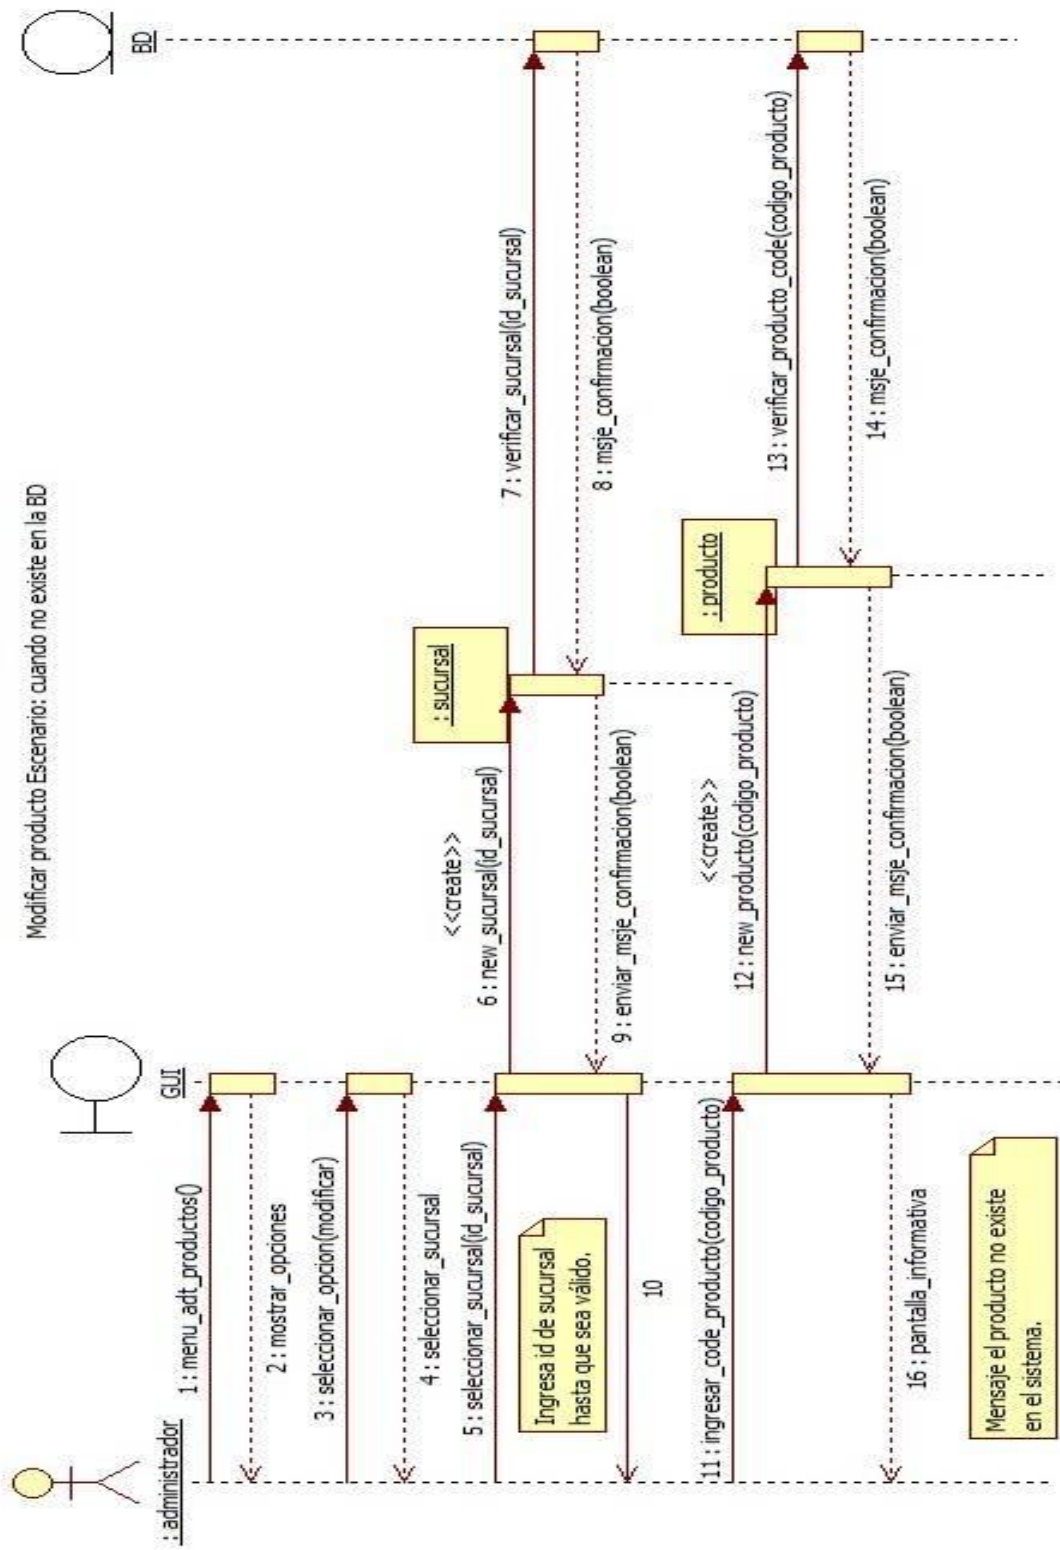 Modificar producto Escenario: cuando no existe en la BD
: administrador
GUI
BD
1 : menu_adt_productos()
2 : mostrar_opciones
3 : seleccionar_opcion(modificar)
4 : seleccionar_sucursal
5 : seleccionar_sucursal(id_sucursal)
<<create>>
6 : new_sucursal(id_sucursal)
: sucursal
7 : verificar_sucursal(id_sucursal)
8 : msje_confirmacion(boolean)
9 : enviar_msje_confirmacion(boolean)
Ingresa id de sucursal
hasta que sea válido.
10
11 : ingresar_code_producto(codigo_producto)
<<create>>
12 : new_producto(codigo_producto)
: producto
13 : verificar_producto_code(codigo_producto)
14 : msje_confirmacion(boolean)
15 : enviar_msje_confirmacion(boolean)
16 : pantalla_informativa
Mensaje el producto no existe
en el sistema.